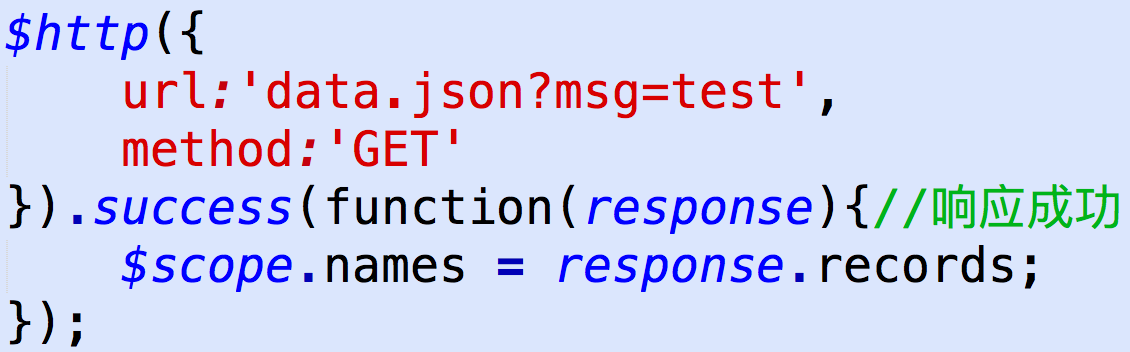 $http({
    url:'data.json?msg=test',
    method:'GET'
}).success(function(response){//响应成功
    $scope.names = response.records;
});